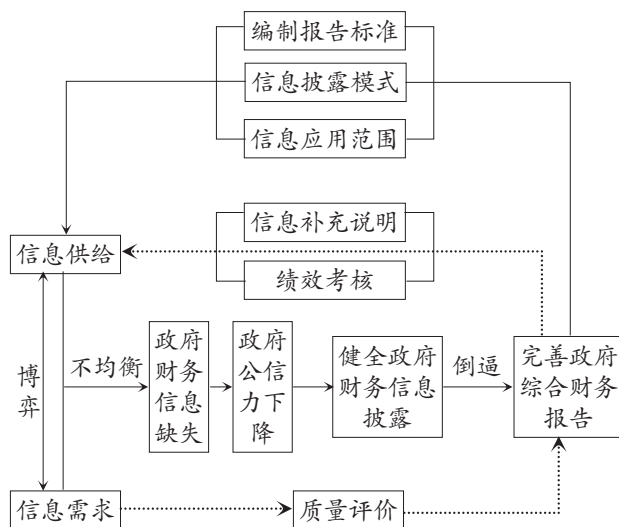 编制报告标准
信息披露模式
信息应用范围
信息补充说明
信息供给
绩效考核
博弈
不均衡
政府
财务
信息
缺失
政府
公信
力下
降
健全政府
财务信息
披露
倒逼
完善政府
综合财务
报告
信息需求
质量评价